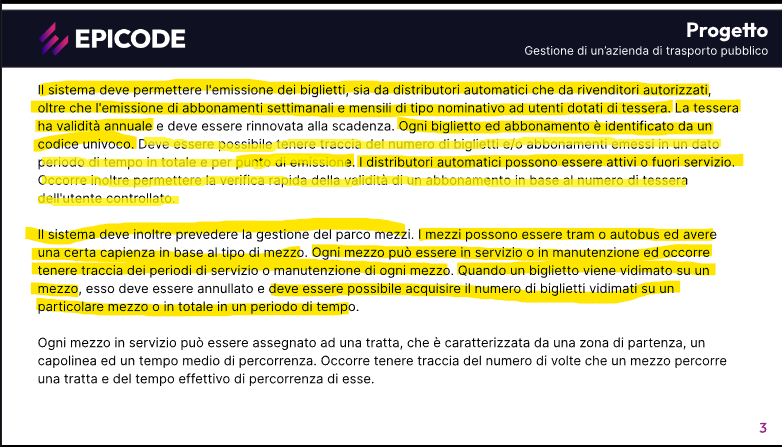 EPICODE
Progetto
Gestione di un'azienda di trasporto pubblico
Il sistema deve permettere l'emissione dei biglietti, sia da distributori automatici che da rivenditori autorizzati,
oltre che l'emissione di abbonamenti settimanali e mensili di tipo nominativo ad utenti dotati di tessera. La tessera
ha validità annuale e deve essere rinnovata alla scadenza. Ogni biglietto ed abbonamento è identificato da un
codice univoco. Deve essere possibile tenere traccia del numero di biglietti e/o abbonamenti emessi in un dato
periodo di tempo in totale e per punto di emissione. I distributori automatici possono essere attivi o fuori servizio.
Occorre inoltre permettere la verifica rapida della validità di un abbonamento in base al numero di tessera
dell'utente controllato.
Il sistema deve inoltre prevedere la gestione del parco mezzi. I mezzi possono essere tram o autobus ed avere
una certa capienza in base al tipo di mezzo. Ogni mezzo può essere in servizio o in manutenzione ed occorre
tenere traccia dei periodi di servizio o manutenzione di ogni mezzo. Quando un biglietto viene vidimato su un
mezzo, esso deve essere annullato e deve essere possibile acquisire il numero di biglietti vidimati su un
particolare mezzo o in totale in un periodo di tempo.
Ogni mezzo in servizio può essere assegnato ad una tratta, che è caratterizzata da una zona di partenza, un
capolinea ed un tempo medio di percorrenza. Occorre tenere traccia del numero di volte che un mezzo percorre
una tratta e del tempo effettivo di percorrenza di esse.
3